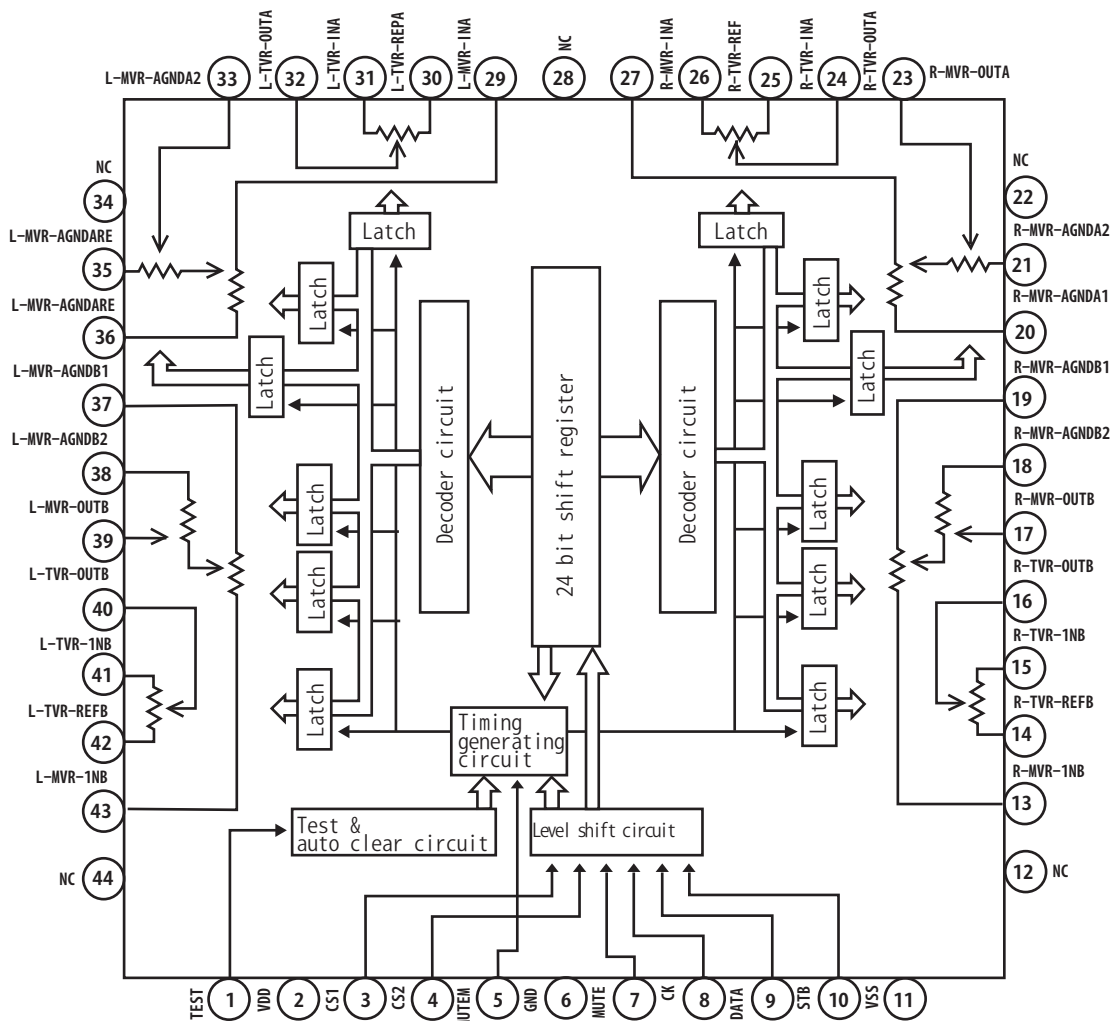 L-MVR-AGNDA2
33
L-TVR-OUTA
32
L-TVR-INA
31
L-TVR-REPA
30
L-MVR-INA
29
NC
28
27
R-MVR-INA
26
R-TVR-REF
25
R-TVR-INA
24
R-TVR-OUTA
23
R-MVR-OUTA
NC
34
L-MVR-AGNDARE
35
L-MVR-AGNDARE
36
L-MVR-AGNDB1
37
L-MVR-AGNDB2
38
L-MVR-OUTB
39
L-TVR-OUTB
40
L-TVR-1NB
41
L-TVR-REFB
42
L-MVR-1NB
43
NC
44
Latch
Latch
Latch
Latch
Latch
Latch
Decoder circuit
24 bit shift register
Decoder circuit
Latch
Latch
Latch
Latch
Latch
Latch
Timing
generating
circuit
Test &
auto clear circuit
Level shift circuit
NC
22
R-MVR-AGNDA2
21
R-MVR-AGNDA1
20
R-MVR-AGNDB1
19
R-MVR-AGNDB2
18
R-MVR-OUTB
17
R-TVR-OUTB
16
R-TVR-1NB
15
R-TVR-REFB
14
R-MVR-1NB
13
12
NC
TEST
1
VDD
2
CS1
3
CS2
4
UTEM
5
GND
6
MUTE
7
CK
8
DATA
9
STB
10
VSS
11